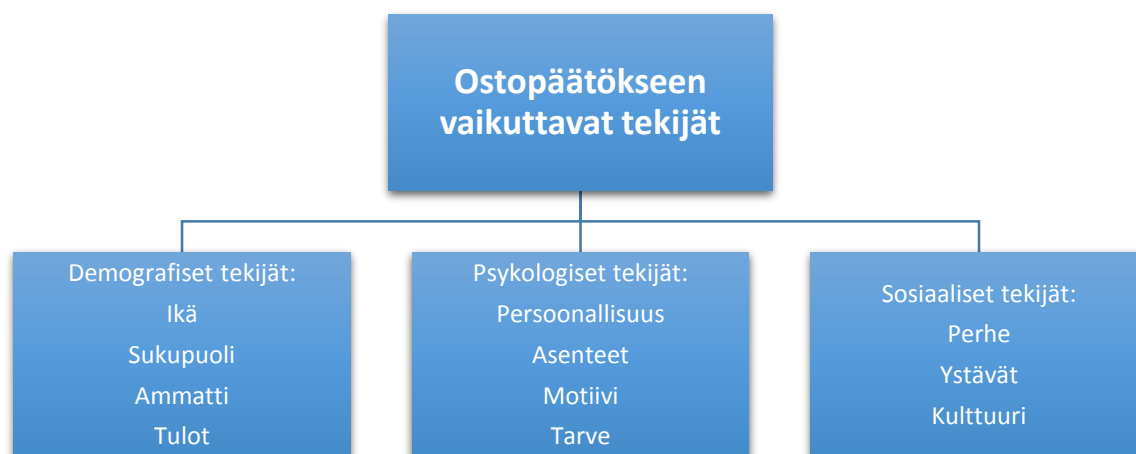 Ostopäätökseen
vaikuttavat tekijät
Demografiset tekijät:
Ikä
Sukupuoli
Ammatti
Tulot
Psykologiset tekijät:
Persoonallisuus
Asenteet
Motiivi
Tarve
Sosiaaliset tekijät:
Perhe
Ystävät
Kulttuuri